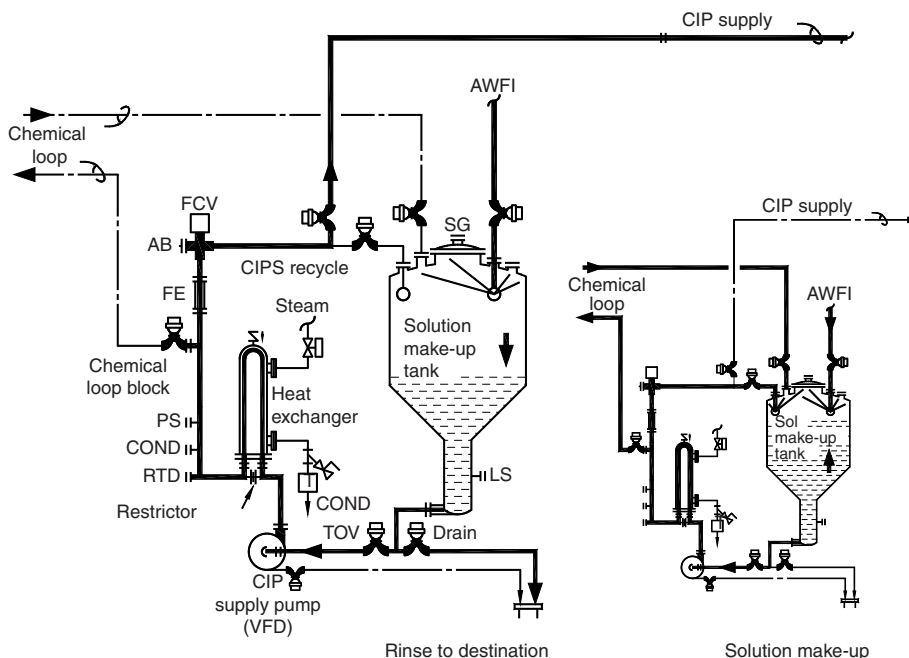 CIP supply
AWFI
Chemical
loop
FCV
SG
CIP supply
AB
CIPS recycle
FE
Steam
Chemical
loop
AWFI
Solution
make-up
tank
Chemical
loop block
Heat
exchanger
PS
COND
RTD
LS
Sol
make-up
tank
Restrictor
COND
TOV
Drain
CIP
supply pump
(VFD)
Rinse to destination
Solution make-up